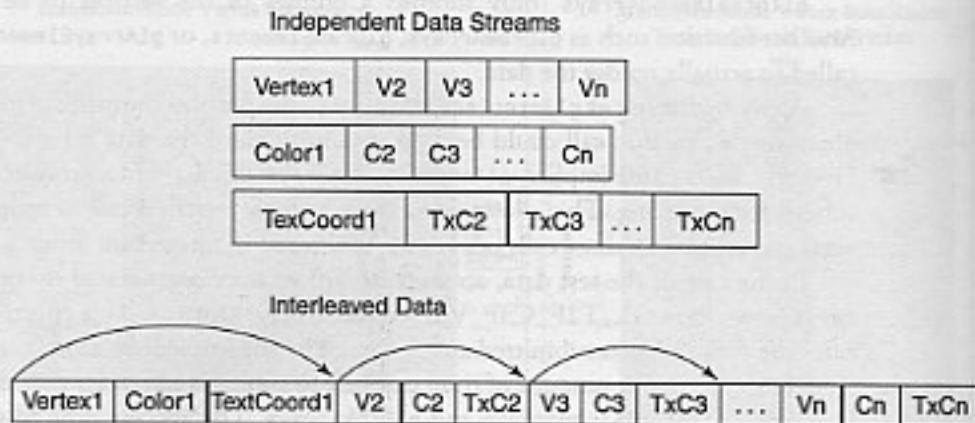 Independent Data Streams
Vertex1 V2 V3 ... Vn
Color1 C2 C3 ... Cn
TexCoord1 TxC2 TxC3 ... TxCn
Interleaved Data
Vertex1 Color1 TextCoord1 V2 C2 TxC2 V3 C3 TxC3 ... Vn Cn TxCn